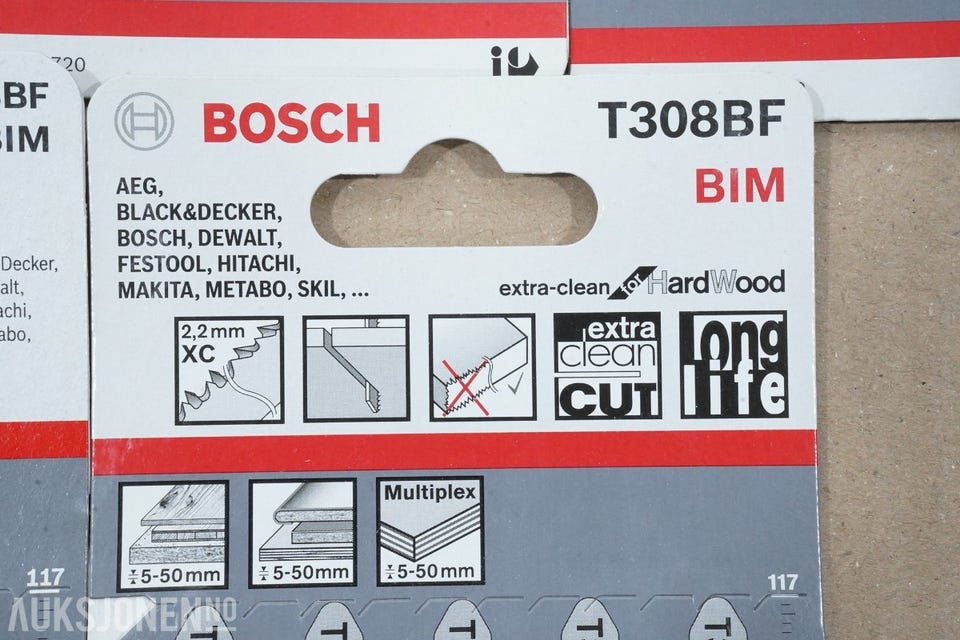 720
BF
BIM
Decker,
alt,
achi,
abo,
117
BOSCH
T308BF
BIM
AEG,
BLACK&DECKER,
BOSCH, DEWALT,
FESTOOL, HITACHI,
MAKITA, METABO, SKIL, ...
extra-clean for HardWood
2,2 mm
XC
extra
clean
CUT
long
life
Multiplex
5-50 mm
5-50 mm
5-50 mm
117
AUKSJONEN.NO